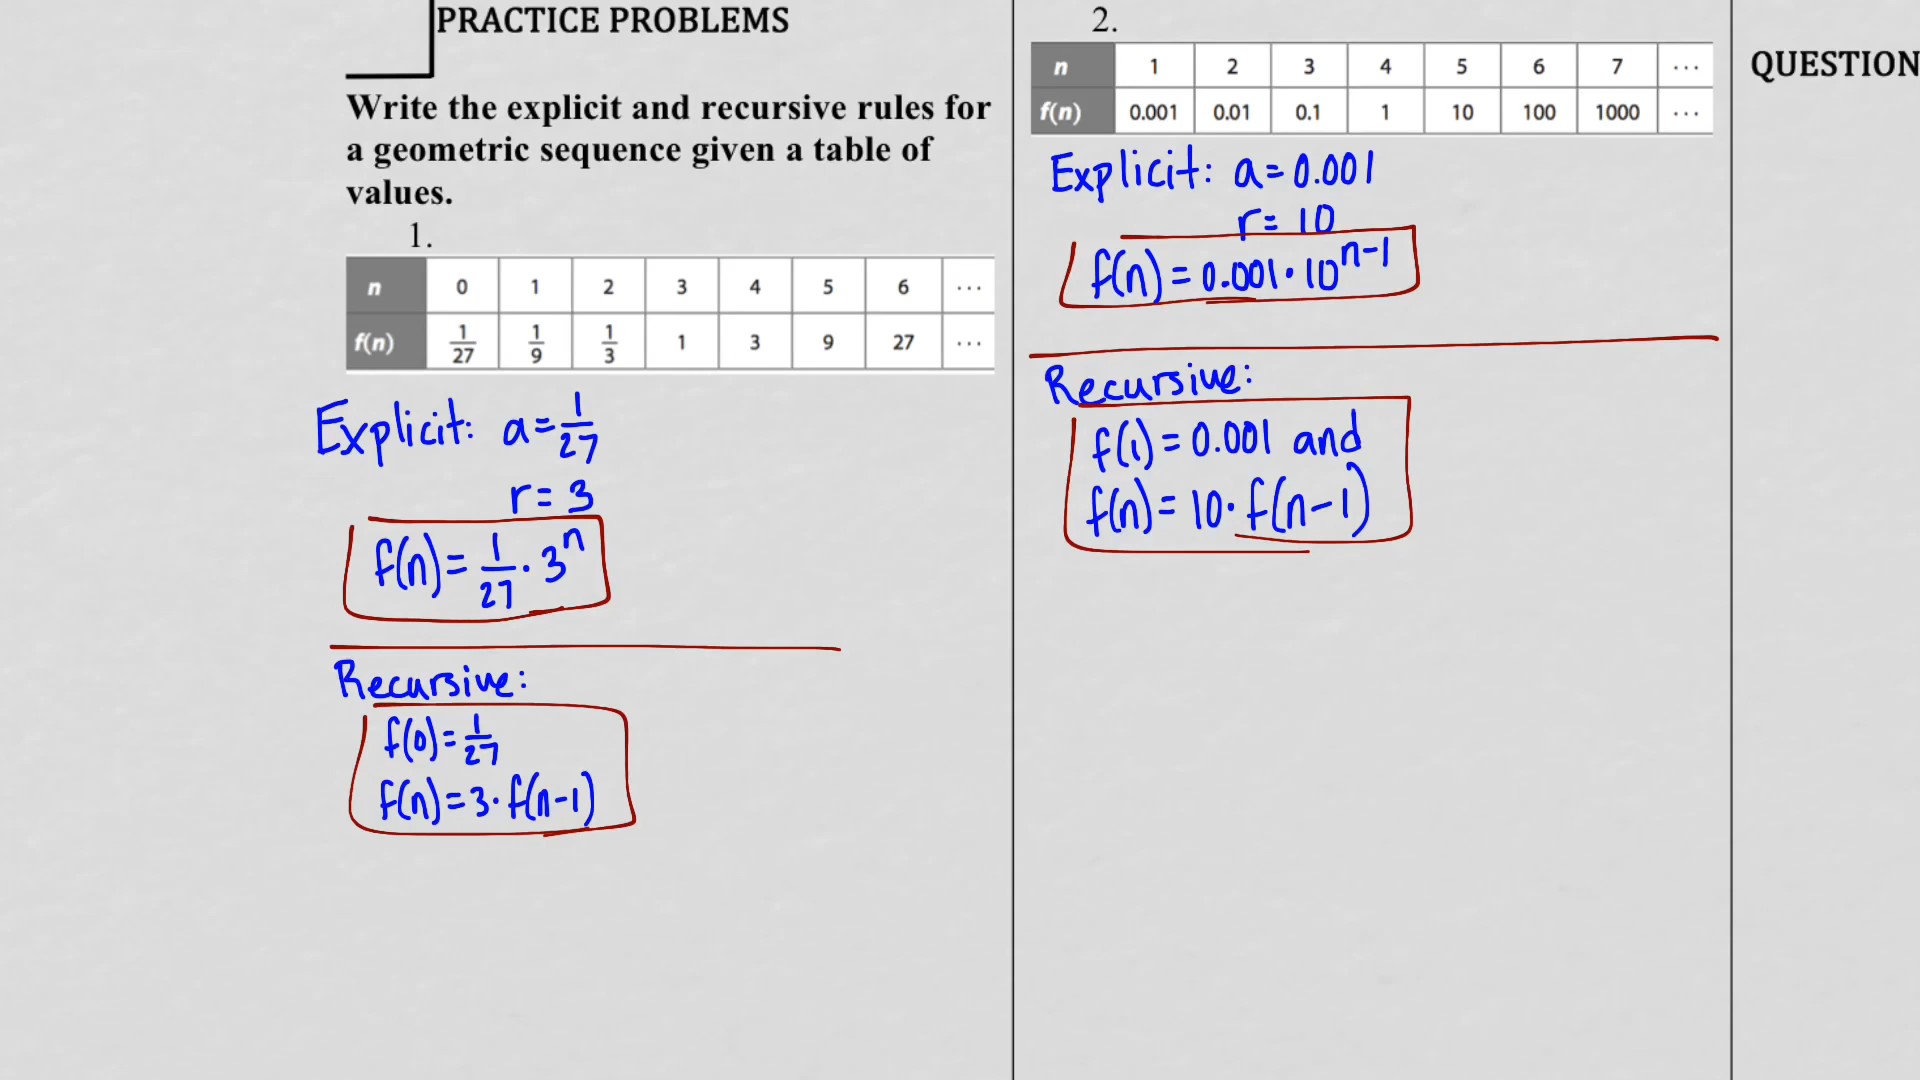 PRACTICE PROBLEMS
Write the explicit and recursive rules for
a geometric sequence given a table of
values.
1.
n 0 1 2 3 4 5 6 ...
f(n) 1/27 1/9 1/3 1 3 9 27 ...
Explicit: a = 1/27
r = 3
f(n) = 1/27 · 3^n
Recursive:
f(0) = 1/27
f(n) = 3 · f(n-1)
2.
n 1 2 3 4 5 6 7 ...
f(n) 0.001 0.01 0.1 1 10 100 1000 ...
Explicit: a = 0.001
r = 10
f(n) = 0.001 · 10^(n-1)
Recursive:
f(1) = 0.001 and
f(n) = 10 · f(n-1)
QUESTION